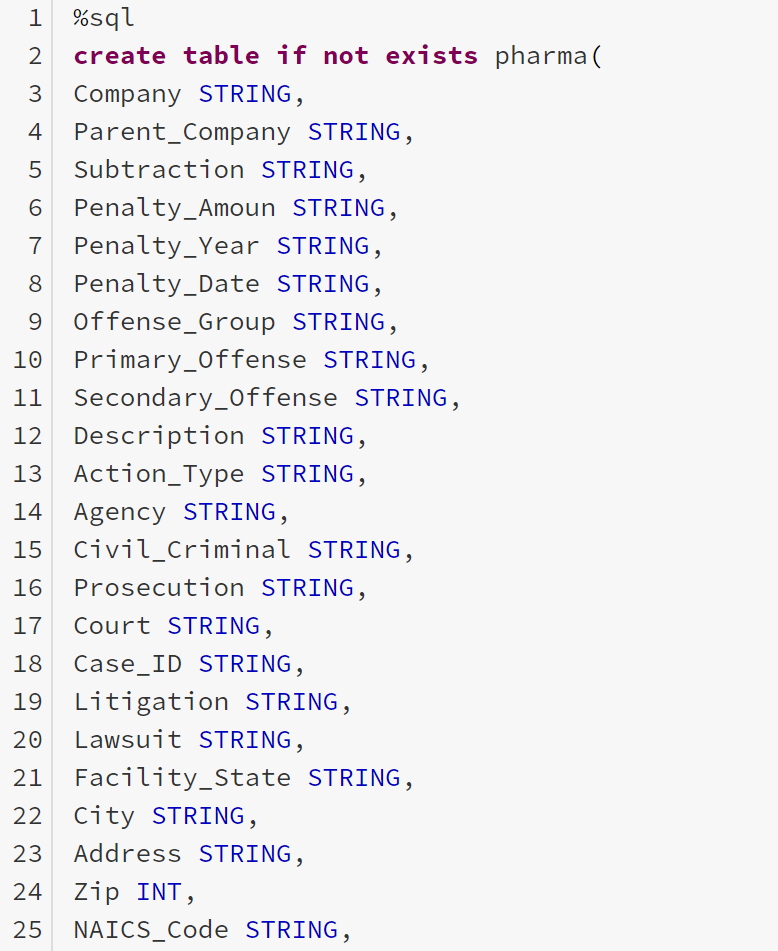 1 %sql
2 create table if not exists pharma(
3 Company STRING,
4 Parent_Company STRING,
5 Subtraction STRING,
6 Penalty_Amoun STRING,
7 Penalty_Year STRING,
8 Penalty_Date STRING,
9 Offense_Group STRING,
10 Primary_Offense STRING,
11 Secondary_Offense STRING,
12 Description STRING,
13 Action_Type STRING,
14 Agency STRING,
15 Civil_Criminal STRING,
16 Prosecution STRING,
17 Court STRING,
18 Case_ID STRING,
19 Litigation STRING,
20 Lawsuit STRING,
21 Facility_State STRING,
22 City STRING,
23 Address STRING,
24 Zip INT,
25 NAICS_Code STRING,